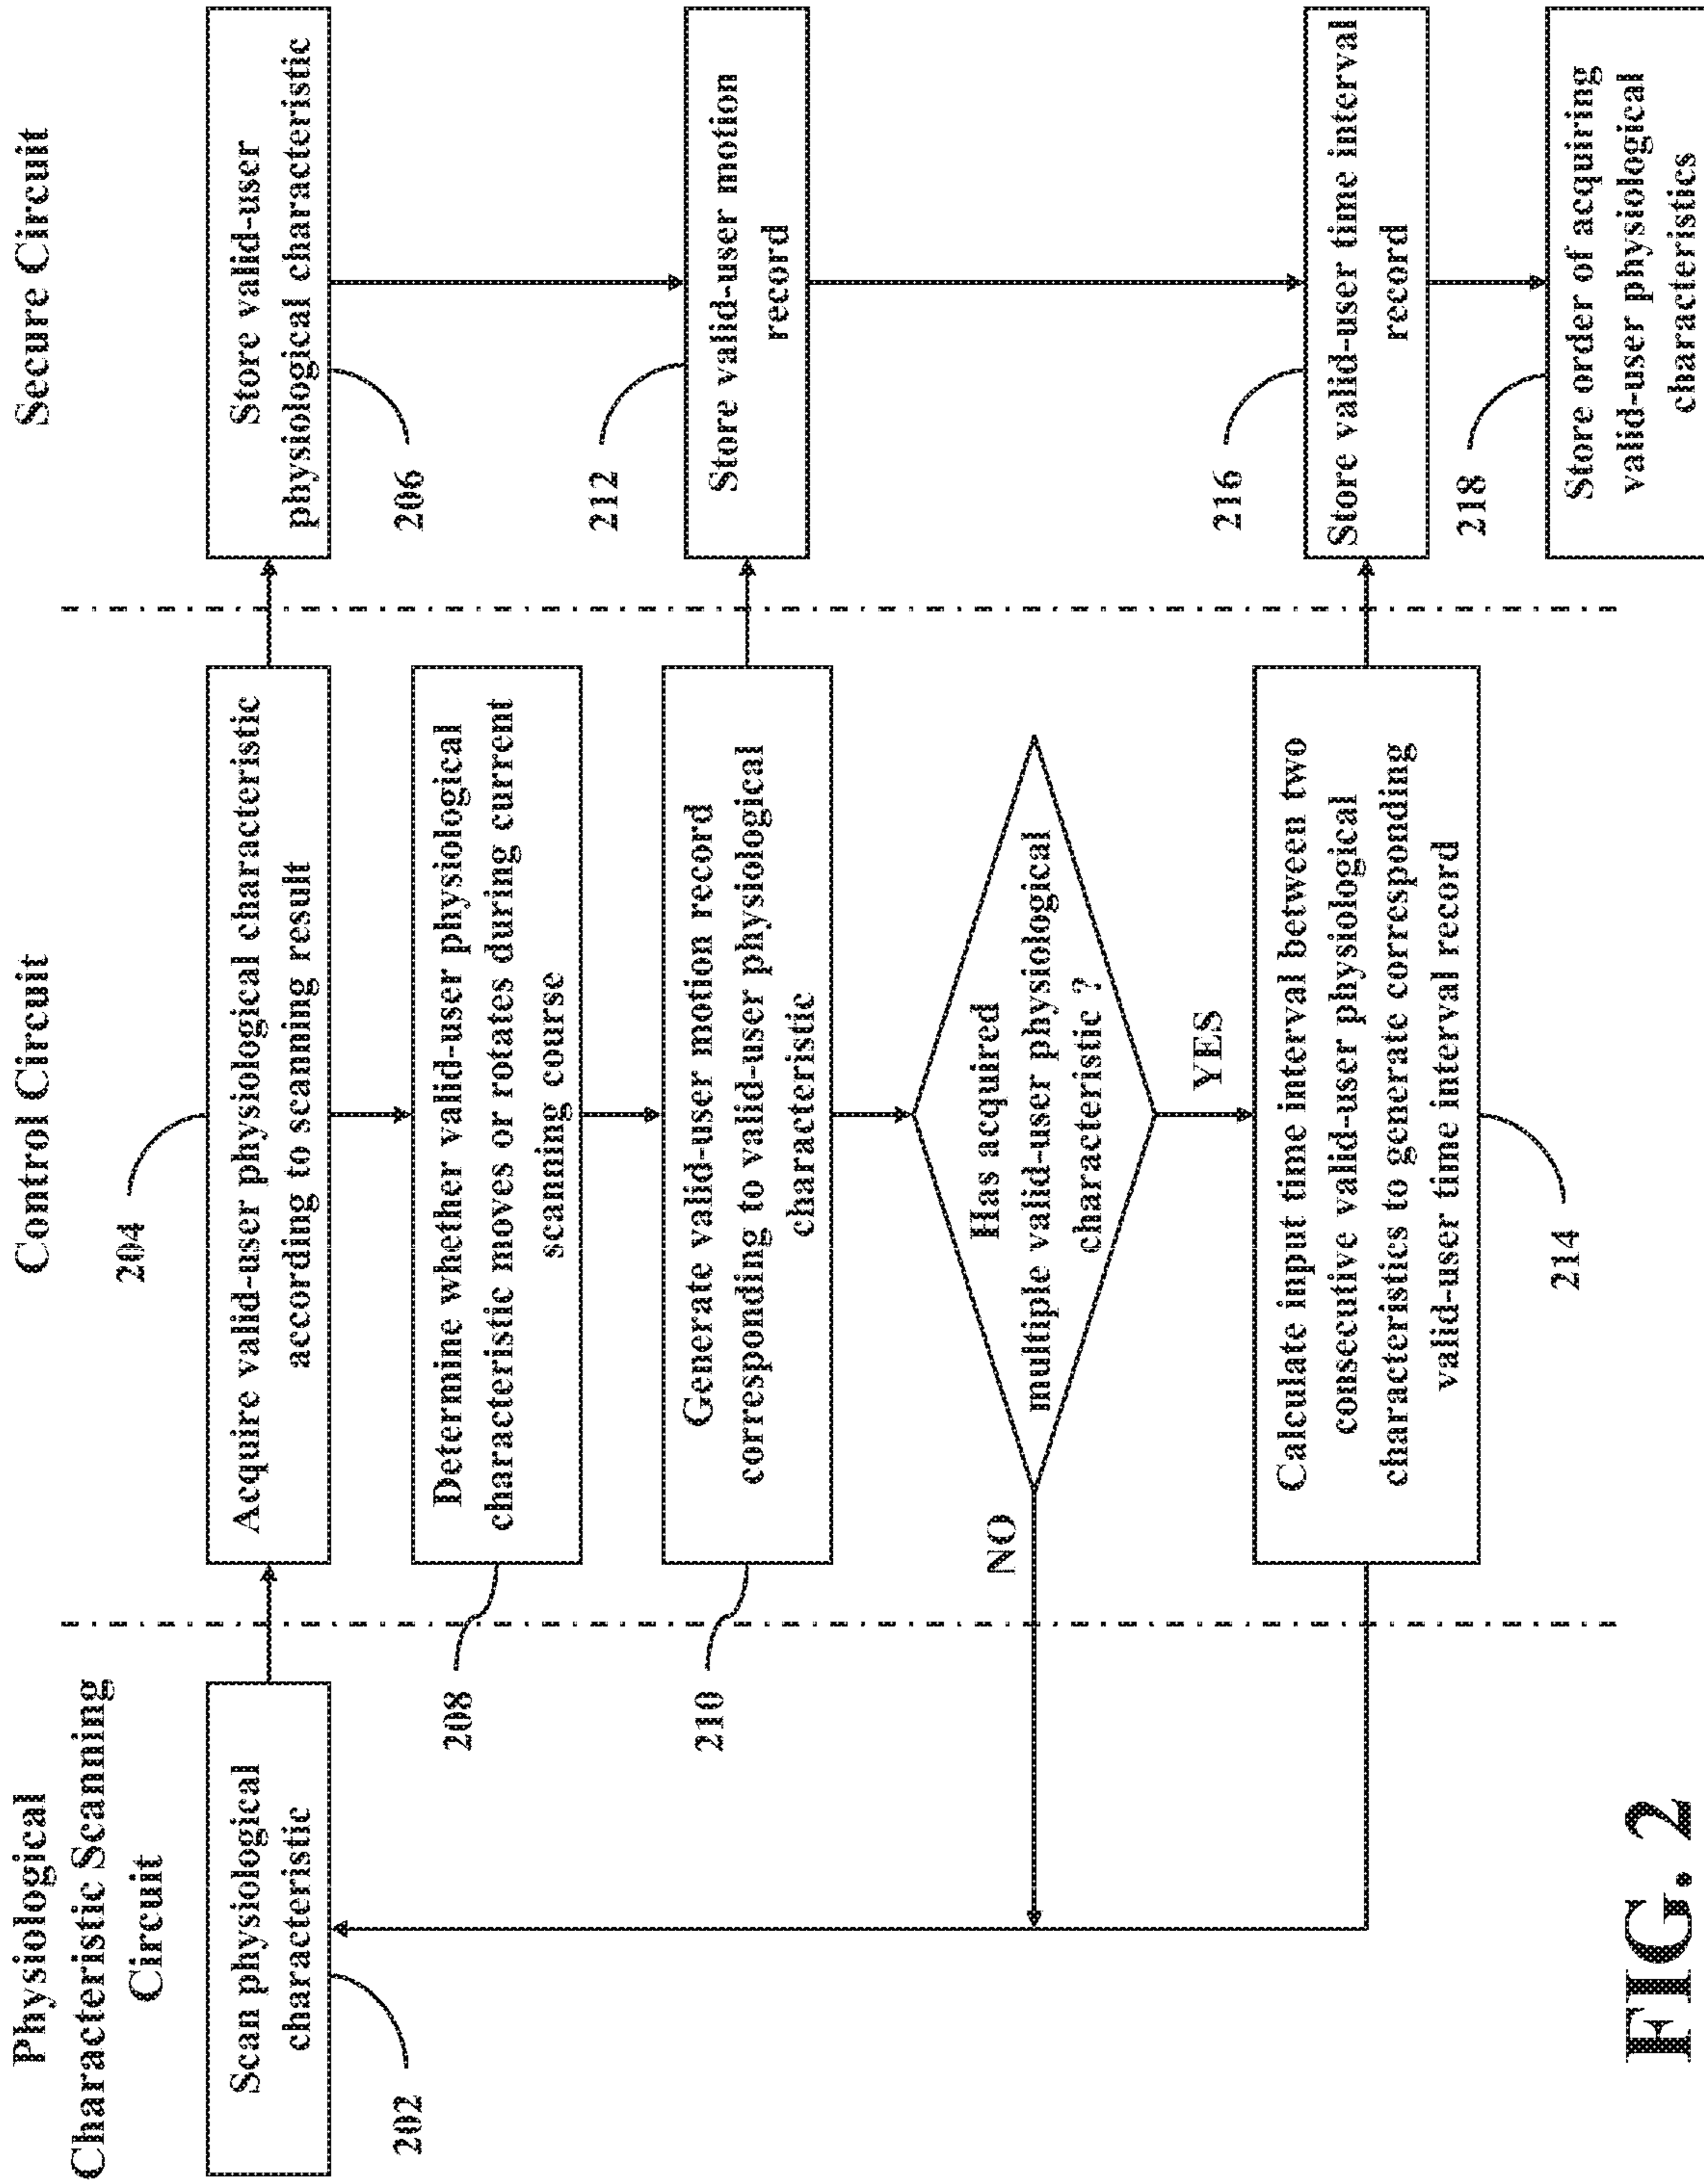 Physiological
Characteristic Scanning
Circuit
Control Circuit
Secure Circuit
Scan physiological
characteristic
202
204
Acquire valid-user physiological characteristic
according to scanning result
Store valid-user
physiological characteristic
206
Determine whether valid-user physiological
characteristic moves or rotates during current
scanning course
208
Generate valid-user motion record
corresponding to valid-user physiological
characteristic
210
212
Store valid-user motion
record
Has acquired
multiple valid-user physiological
characteristic ?
NO
YES
Calculate input time interval between two
consecutive valid-user physiological
characteristics to generate corresponding
valid-user time interval record
214
216
Store valid-user time interval
record
218
Store order of acquiring
valid-user physiological
characteristics
FIG. 2